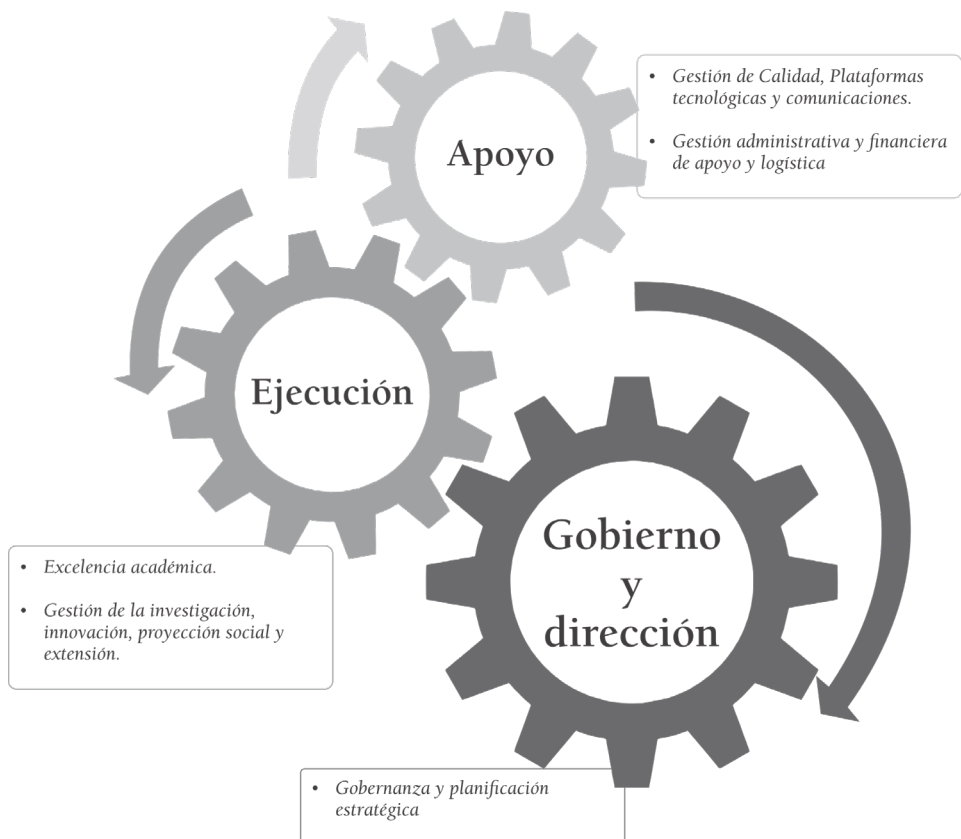 Apoyo
• Gestión de Calidad, Plataformas
tecnológicas y comunicaciones.
• Gestión administrativa y financiera
de apoyo y logística
Ejecución
• Excelencia académica.
• Gestión de la investigación,
innovación, proyección social y
extensión.
Gobierno
y
dirección
• Gobernanza y planificación
estratégica